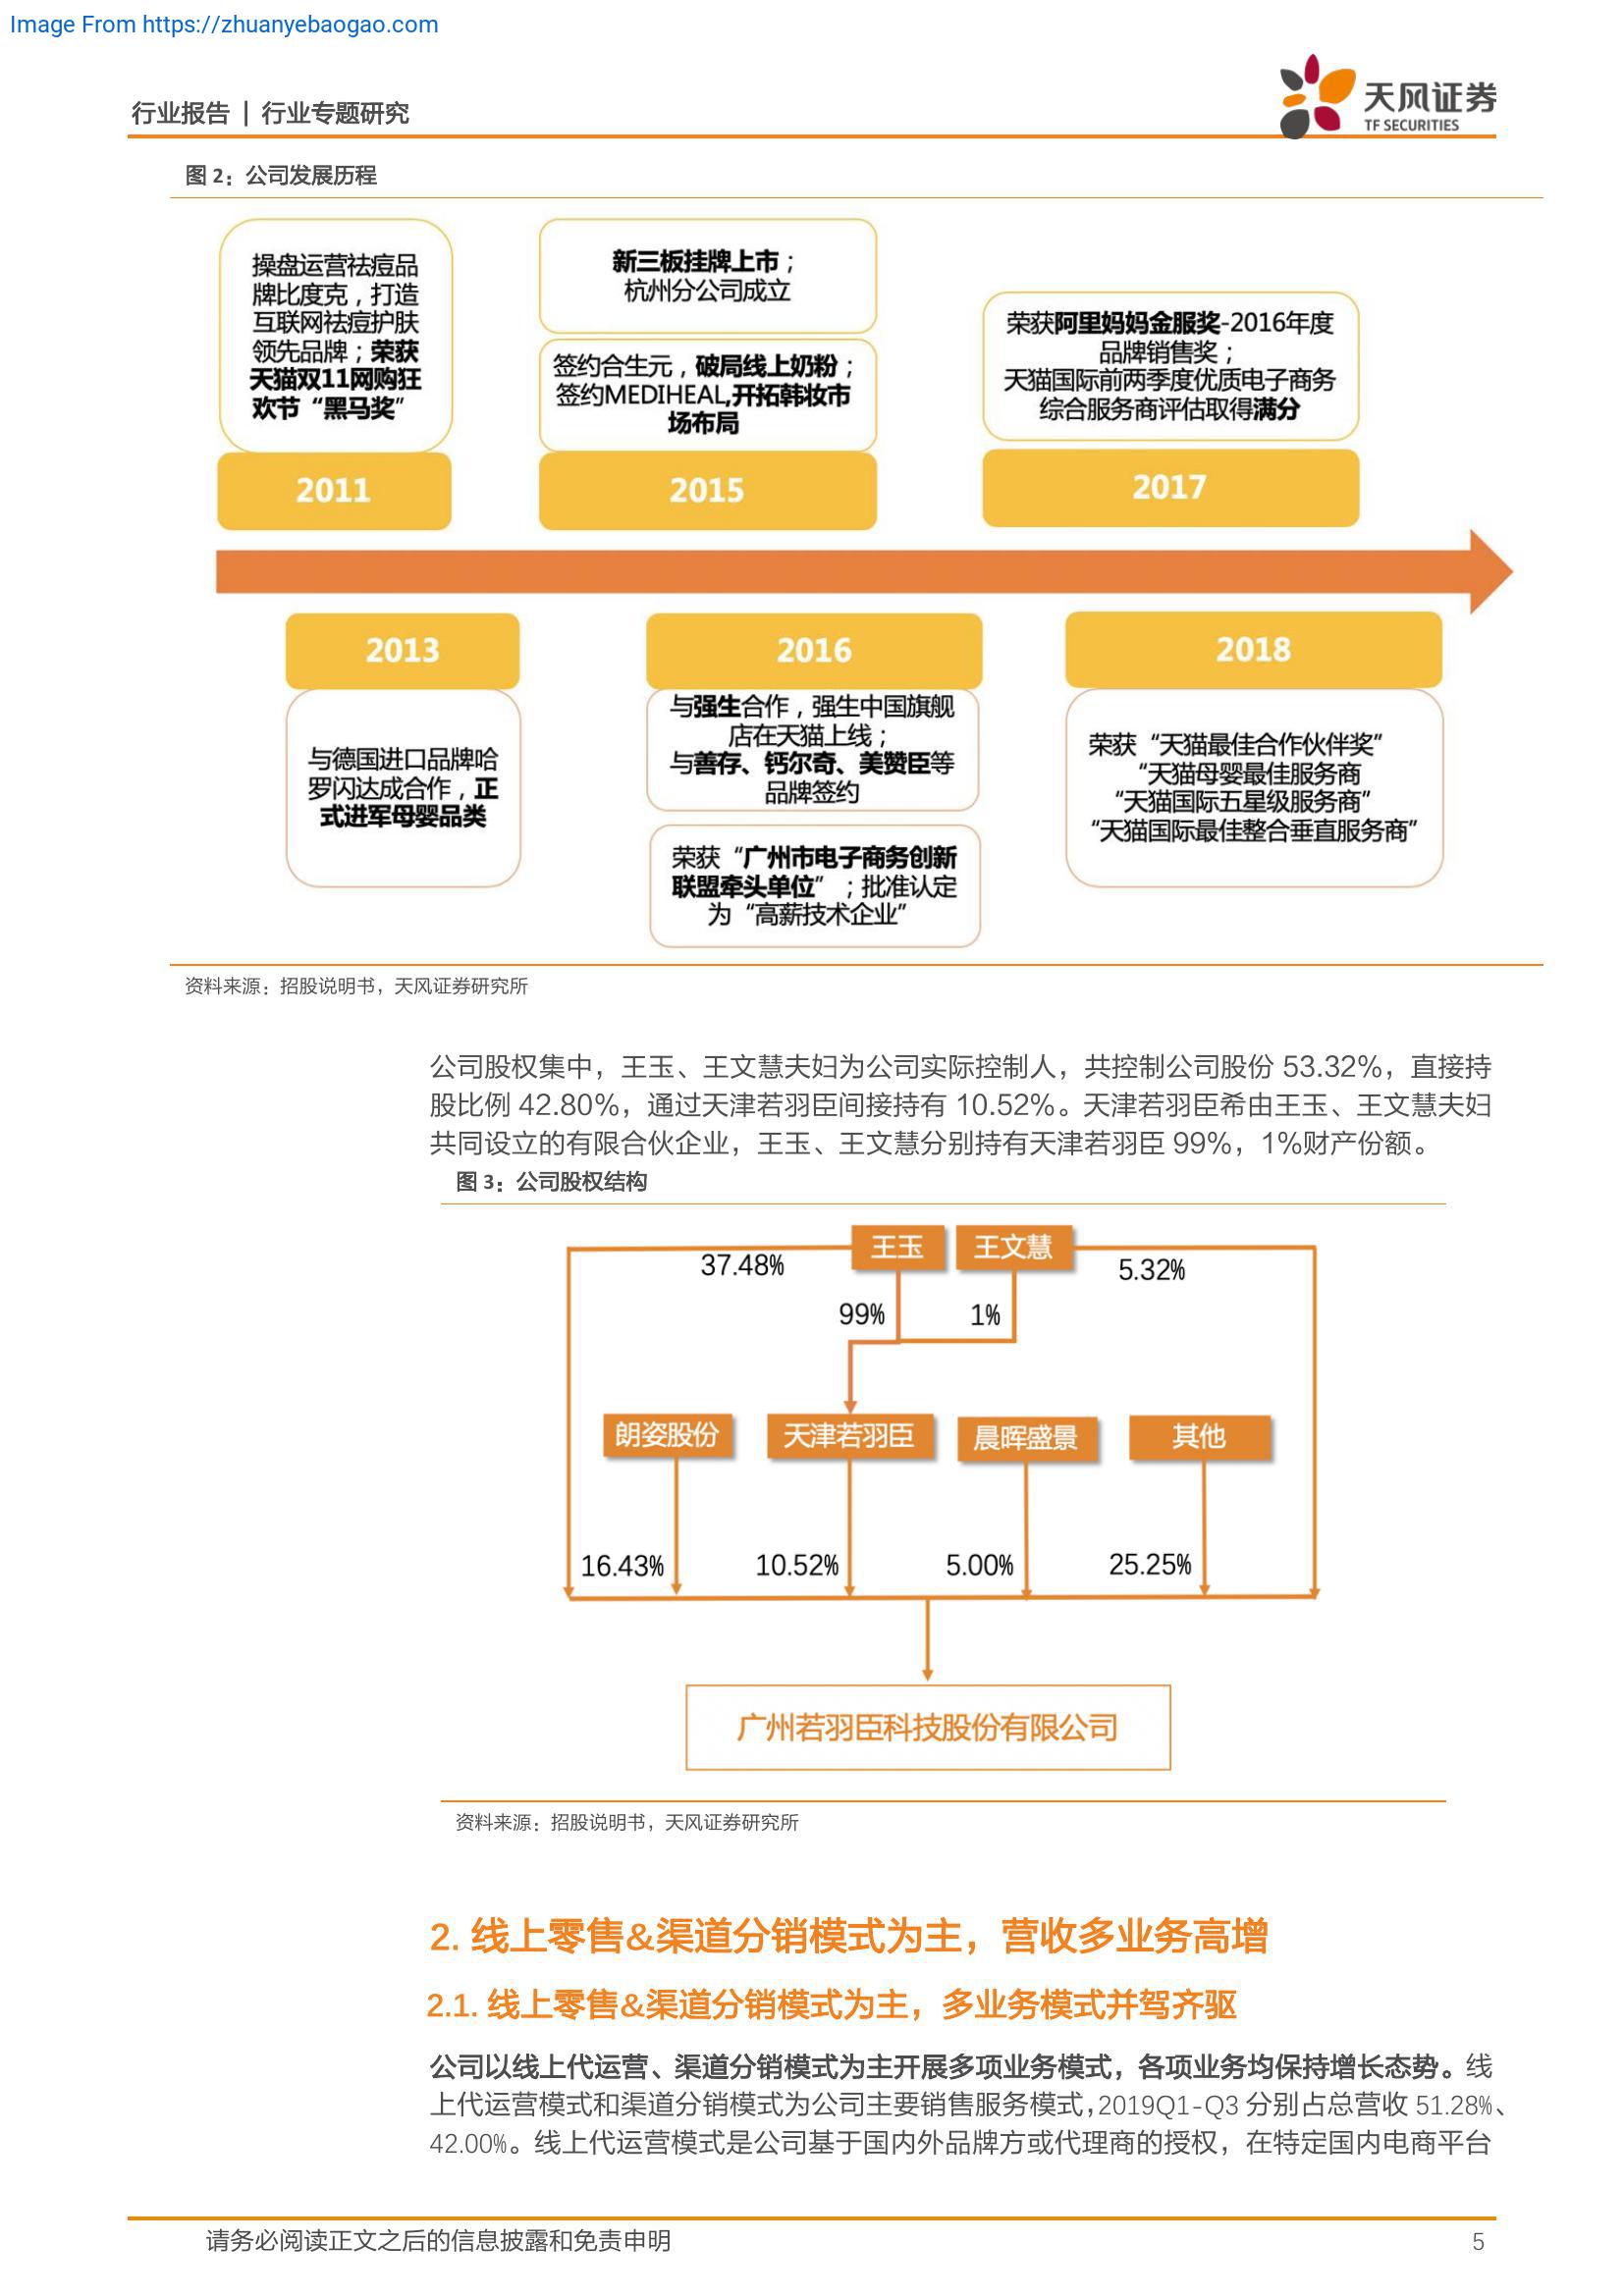 Image From https://zhuanyebaogao.com
行业报告 | 行业专题研究
天风证券
TF SECURITIES
图 2：公司发展历程
操盘运营祛痘品
牌比度克，打造
互联网祛痘护肤
领先品牌；荣获
天猫双11网购狂
欢节“黑马奖”
2011
新三板挂牌上市；
杭州分公司成立
签约合生元，破局线上奶粉；
签约MEDIHEAL,开拓韩妆市
场布局
2015
荣获阿里妈妈金服奖-2016年度
品牌销售奖；
天猫国际前两季度优质电子商务
综合服务商评估取得满分
2017
2013
与德国进口品牌哈
罗闪达成合作，正
式进军母婴品类
2016
与强生合作，强生中国旗舰
店在天猫上线；
与善存、钙尔奇、美赞臣等
品牌签约
荣获“广州市电子商务创新
联盟牵头单位”；批准认定
为“高薪技术企业”
2018
荣获“天猫最佳合作伙伴奖”
“天猫母婴最佳服务商
“天猫国际五星级服务商”
“天猫国际最佳整合垂直服务商”
资料来源：招股说明书，天风证券研究所
公司股权集中，王玉、王文慧夫妇为公司实际控制人，共控制公司股份 53.32%，直接持
股比例 42.80%，通过天津若羽臣间接持有 10.52%。天津若羽臣希由王玉、王文慧夫妇
共同设立的有限合伙企业，王玉、王文慧分别持有天津若羽臣 99%，1%财产份额。
图 3：公司股权结构
王玉 王文慧
37.48% 5.32%
99% 1%
朗姿股份 天津若羽臣 晨晖盛景 其他
16.43% 10.52% 5.00% 25.25%
广州若羽臣科技股份有限公司
资料来源：招股说明书，天风证券研究所
2. 线上零售&渠道分销模式为主，营收多业务高增
2.1. 线上零售&渠道分销模式为主，多业务模式并驾齐驱
公司以线上代运营、渠道分销模式为主开展多项业务模式，各项业务均保持增长态势。线
上代运营模式和渠道分销模式为公司主要销售服务模式，2019Q1-Q3 分别占总营收 51.28%、
42.00%。线上代运营模式是公司基于国内外品牌方或代理商的授权，在特定国内电商平台
请务必阅读正文之后的信息披露和免责申明
5